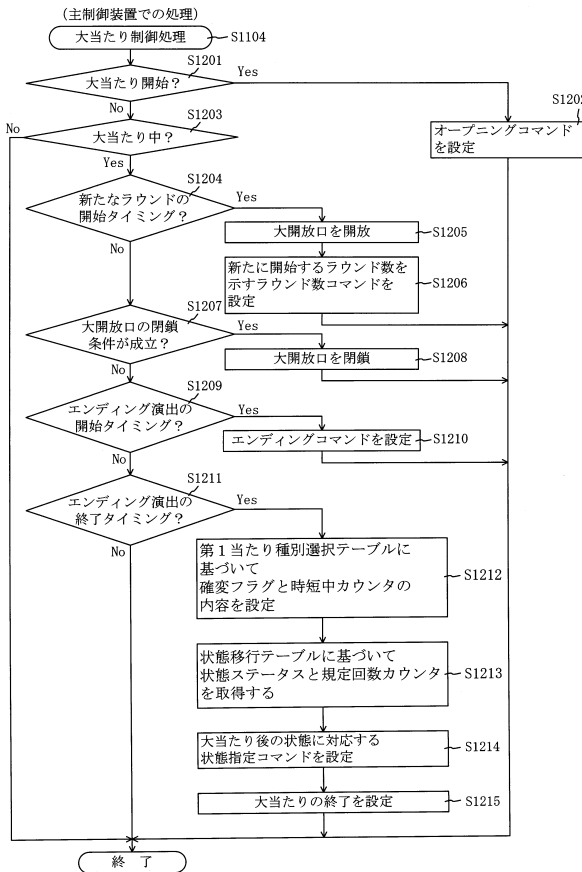 (主制御装置での処理)
大当たり制御処理
S1104
S1201
大当たり開始?
Yes
No
S1202
オープニングコマンド
を設定
S1203
No
大当たり中?
Yes
S1204
新たなラウンドの
開始タイミング?
Yes
No
大開放口を開放
S1205
新たに開始するラウンド数を
示すラウンド数コマンドを
設定
S1206
S1207
大開放口の閉鎖
条件が成立?
Yes
No
大開放口を閉鎖
S1208
S1209
エンディング演出の
開始タイミング?
Yes
No
エンディングコマンドを設定
S1210
S1211
エンディング演出の
終了タイミング?
Yes
No
第1当たり種別選択テーブルに
基づいて
確変フラグと時短中カウンタの
内容を設定
S1212
状態移行テーブルに基づいて
状態ステータスと規定回数カウンタ
を取得する
S1213
大当たり後の状態に対応する
状態指定コマンドを設定
S1214
大当たりの終了を設定
S1215
終 了